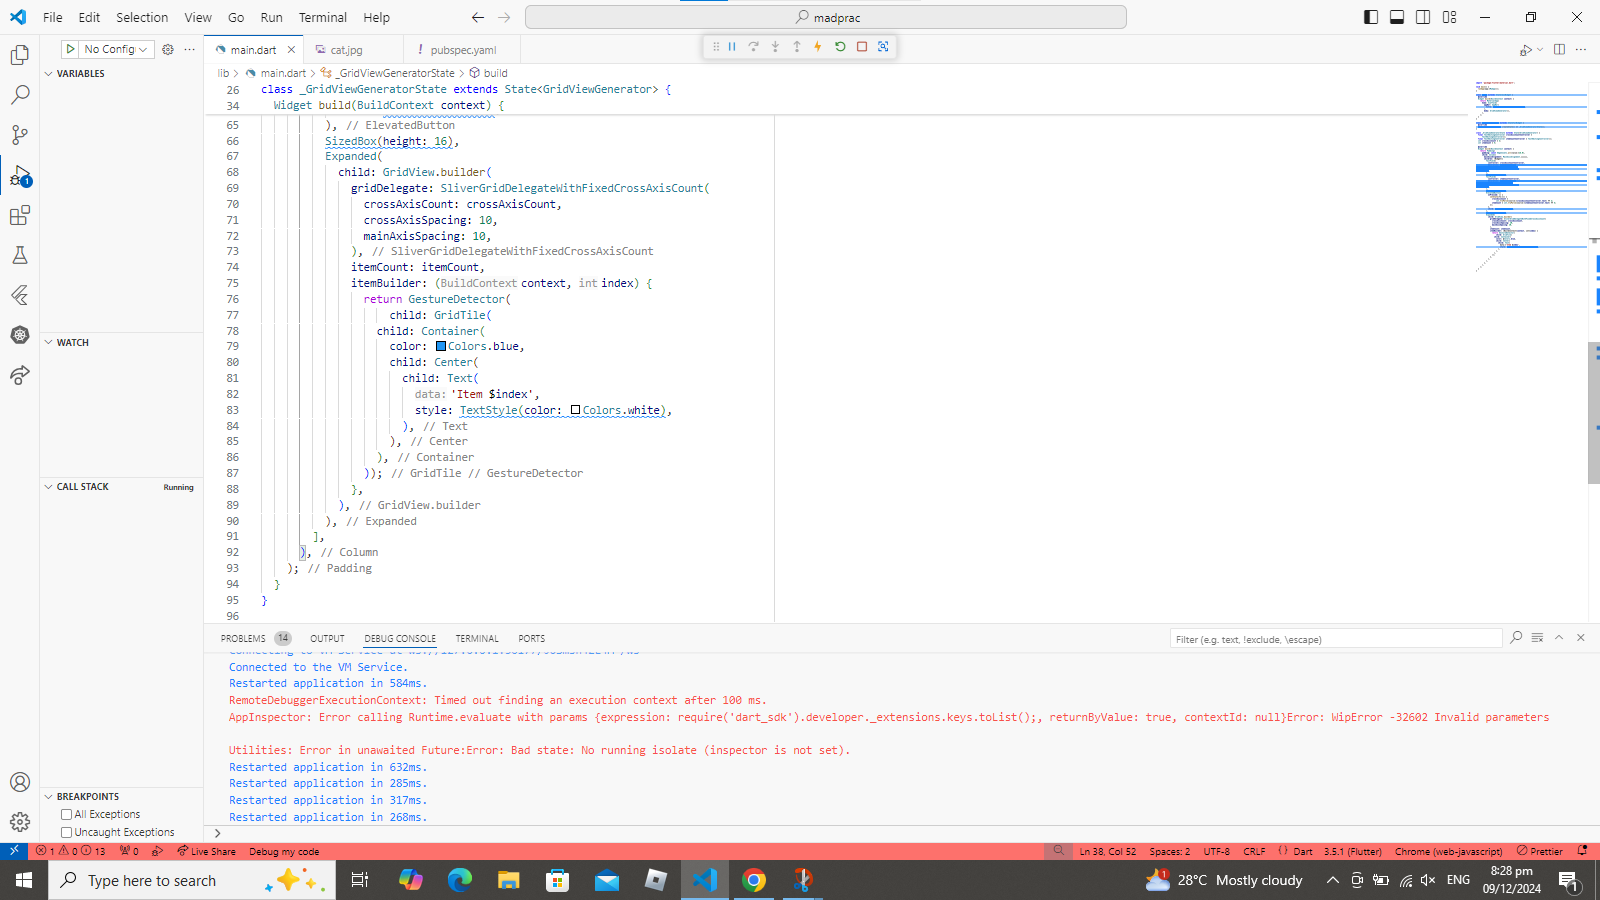 File Edit Selection View Go Run Terminal Help
madprac
No Config
main.dart
cat.jpg
! pubspec.yaml
lib > main.dart > _GridViewGeneratorState > build
VARIABLES
26 class _GridViewGeneratorState extends State<GridViewGenerator> {
34 Widget build(BuildContext context) {
65 ), // ElevatedButton
66 SizedBox(height: 16),
67 Expanded(
68 child: GridView.builder(
69 gridDelegate: SliverGridDelegateWithFixedCrossAxisCount(
70 crossAxisCount: crossAxisCount,
71 crossAxisSpacing: 10,
72 mainAxisSpacing: 10,
73 ), // SliverGridDelegateWithFixedCrossAxisCount
74 itemCount: itemCount,
75 itemBuilder: (BuildContext context, int index) {
76 return GestureDetector(
77 child: GridTile(
78 child: Container(
79 color: Colors.blue,
80 child: Center(
81 child: Text(
82 data: 'Item $index',
83 style: TextStyle(color: Colors.white),
84 ), // Text
85 ), // Center
86 ), // Container
87 )); // GridTile // GestureDetector
88 },
89 ), // GridView.builder
90 ), // Expanded
91 ],
92 ), // Column
93 ); // Padding
94 }
95 }
96
WATCH
CALL STACK Running
BREAKPOINTS
All Exceptions
Uncaught Exceptions
PROBLEMS 14 OUTPUT DEBUG CONSOLE TERMINAL PORTS
Filter (e.g. text, !exclude, \escape)
Connected to the VM Service.
Restarted application in 584ms.
RemoteDebuggerExecutionContext: Timed out finding an execution context after 100 ms.
AppInspector: Error calling Runtime.evaluate with params {expression: require('dart_sdk').developer._extensions.keys.toList();, returnByValue: true, contextId: null}Error: WipError -32602 Invalid parameters
Utilities: Error in unawaited Future:Error: Bad state: No running isolate (inspector is not set).
Restarted application in 632ms.
Restarted application in 285ms.
Restarted application in 317ms.
Restarted application in 268ms.
>
1 0 13 0 Live Share Debug my code
Ln 38, Col 52 Spaces: 2 UTF-8 CRLF { } Dart 3.5.1 (Flutter) Chrome (web-javascript) Prettier
Type here to search
28°C Mostly cloudy
ENG
8:28 pm
09/12/2024